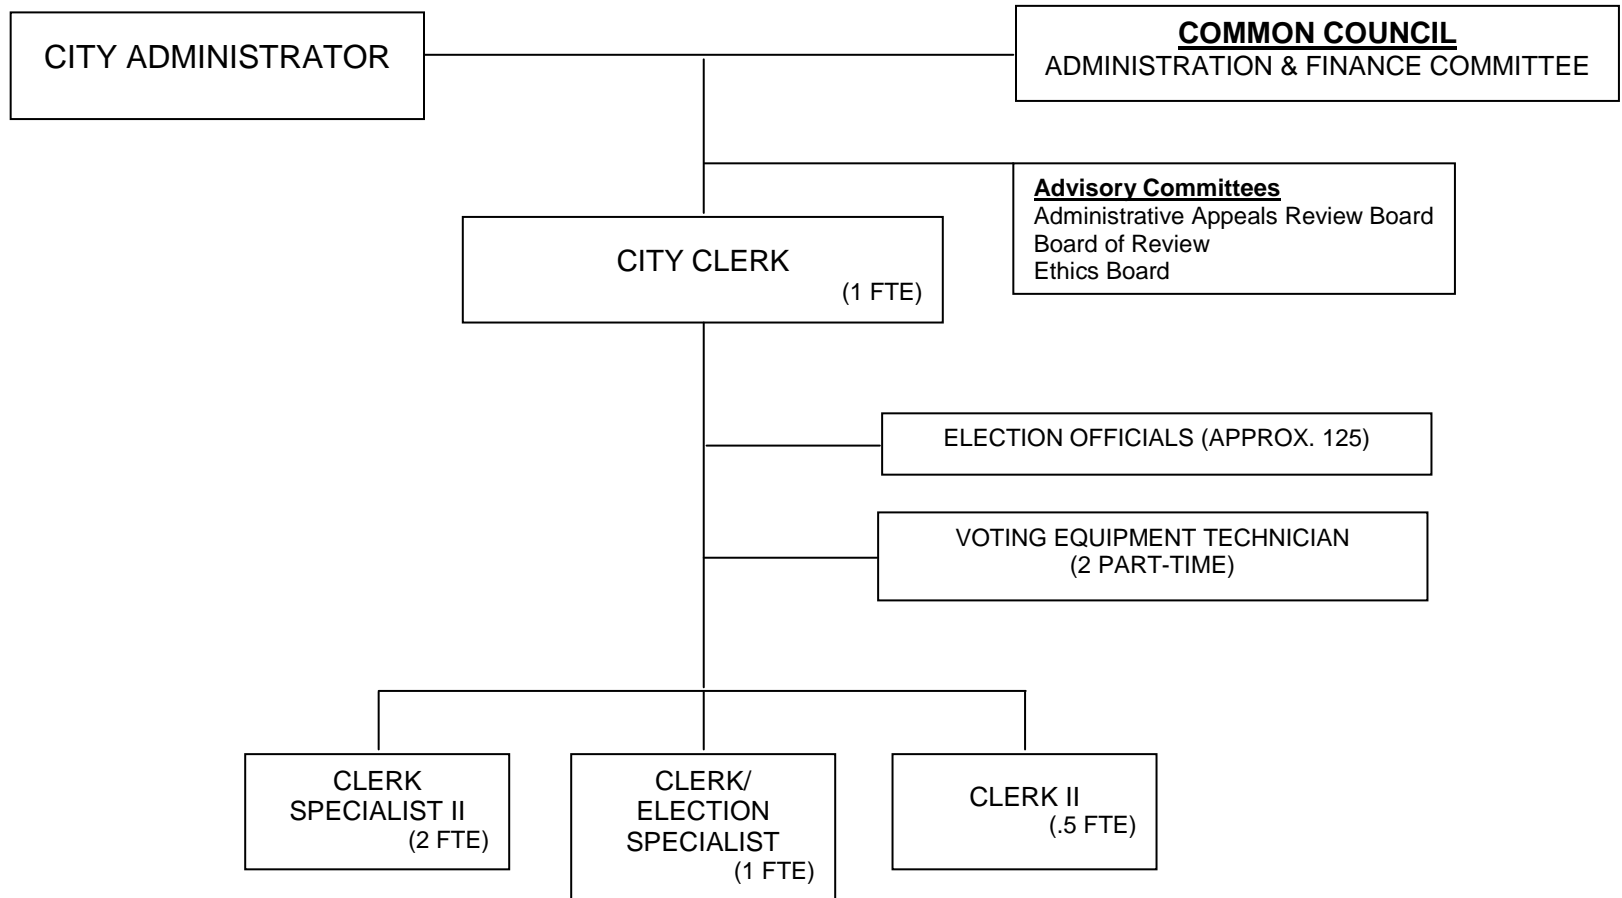 CITY ADMINISTRATOR
COMMON COUNCIL
ADMINISTRATION & FINANCE COMMITTEE
Advisory Committees
Administrative Appeals Review Board
Board of Review
Ethics Board
CITY CLERK
(1 FTE)
ELECTION OFFICIALS (APPROX. 125)
VOTING EQUIPMENT TECHNICIAN
(2 PART-TIME)
CLERK
SPECIALIST II
(2 FTE)
CLERK/
ELECTION
SPECIALIST
(1 FTE)
CLERK II
(.5 FTE)